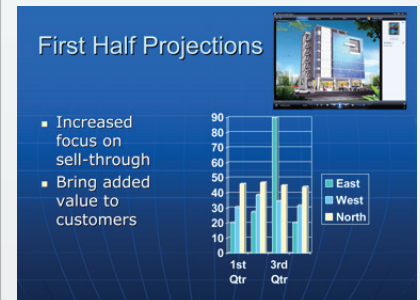 First Half Projections
Increased
focus on
sell-through
Bring added
value to
customers
90
80
70
60
50
40
30
20
10
0
1st
Qtr
3rd
Qtr
East
West
North